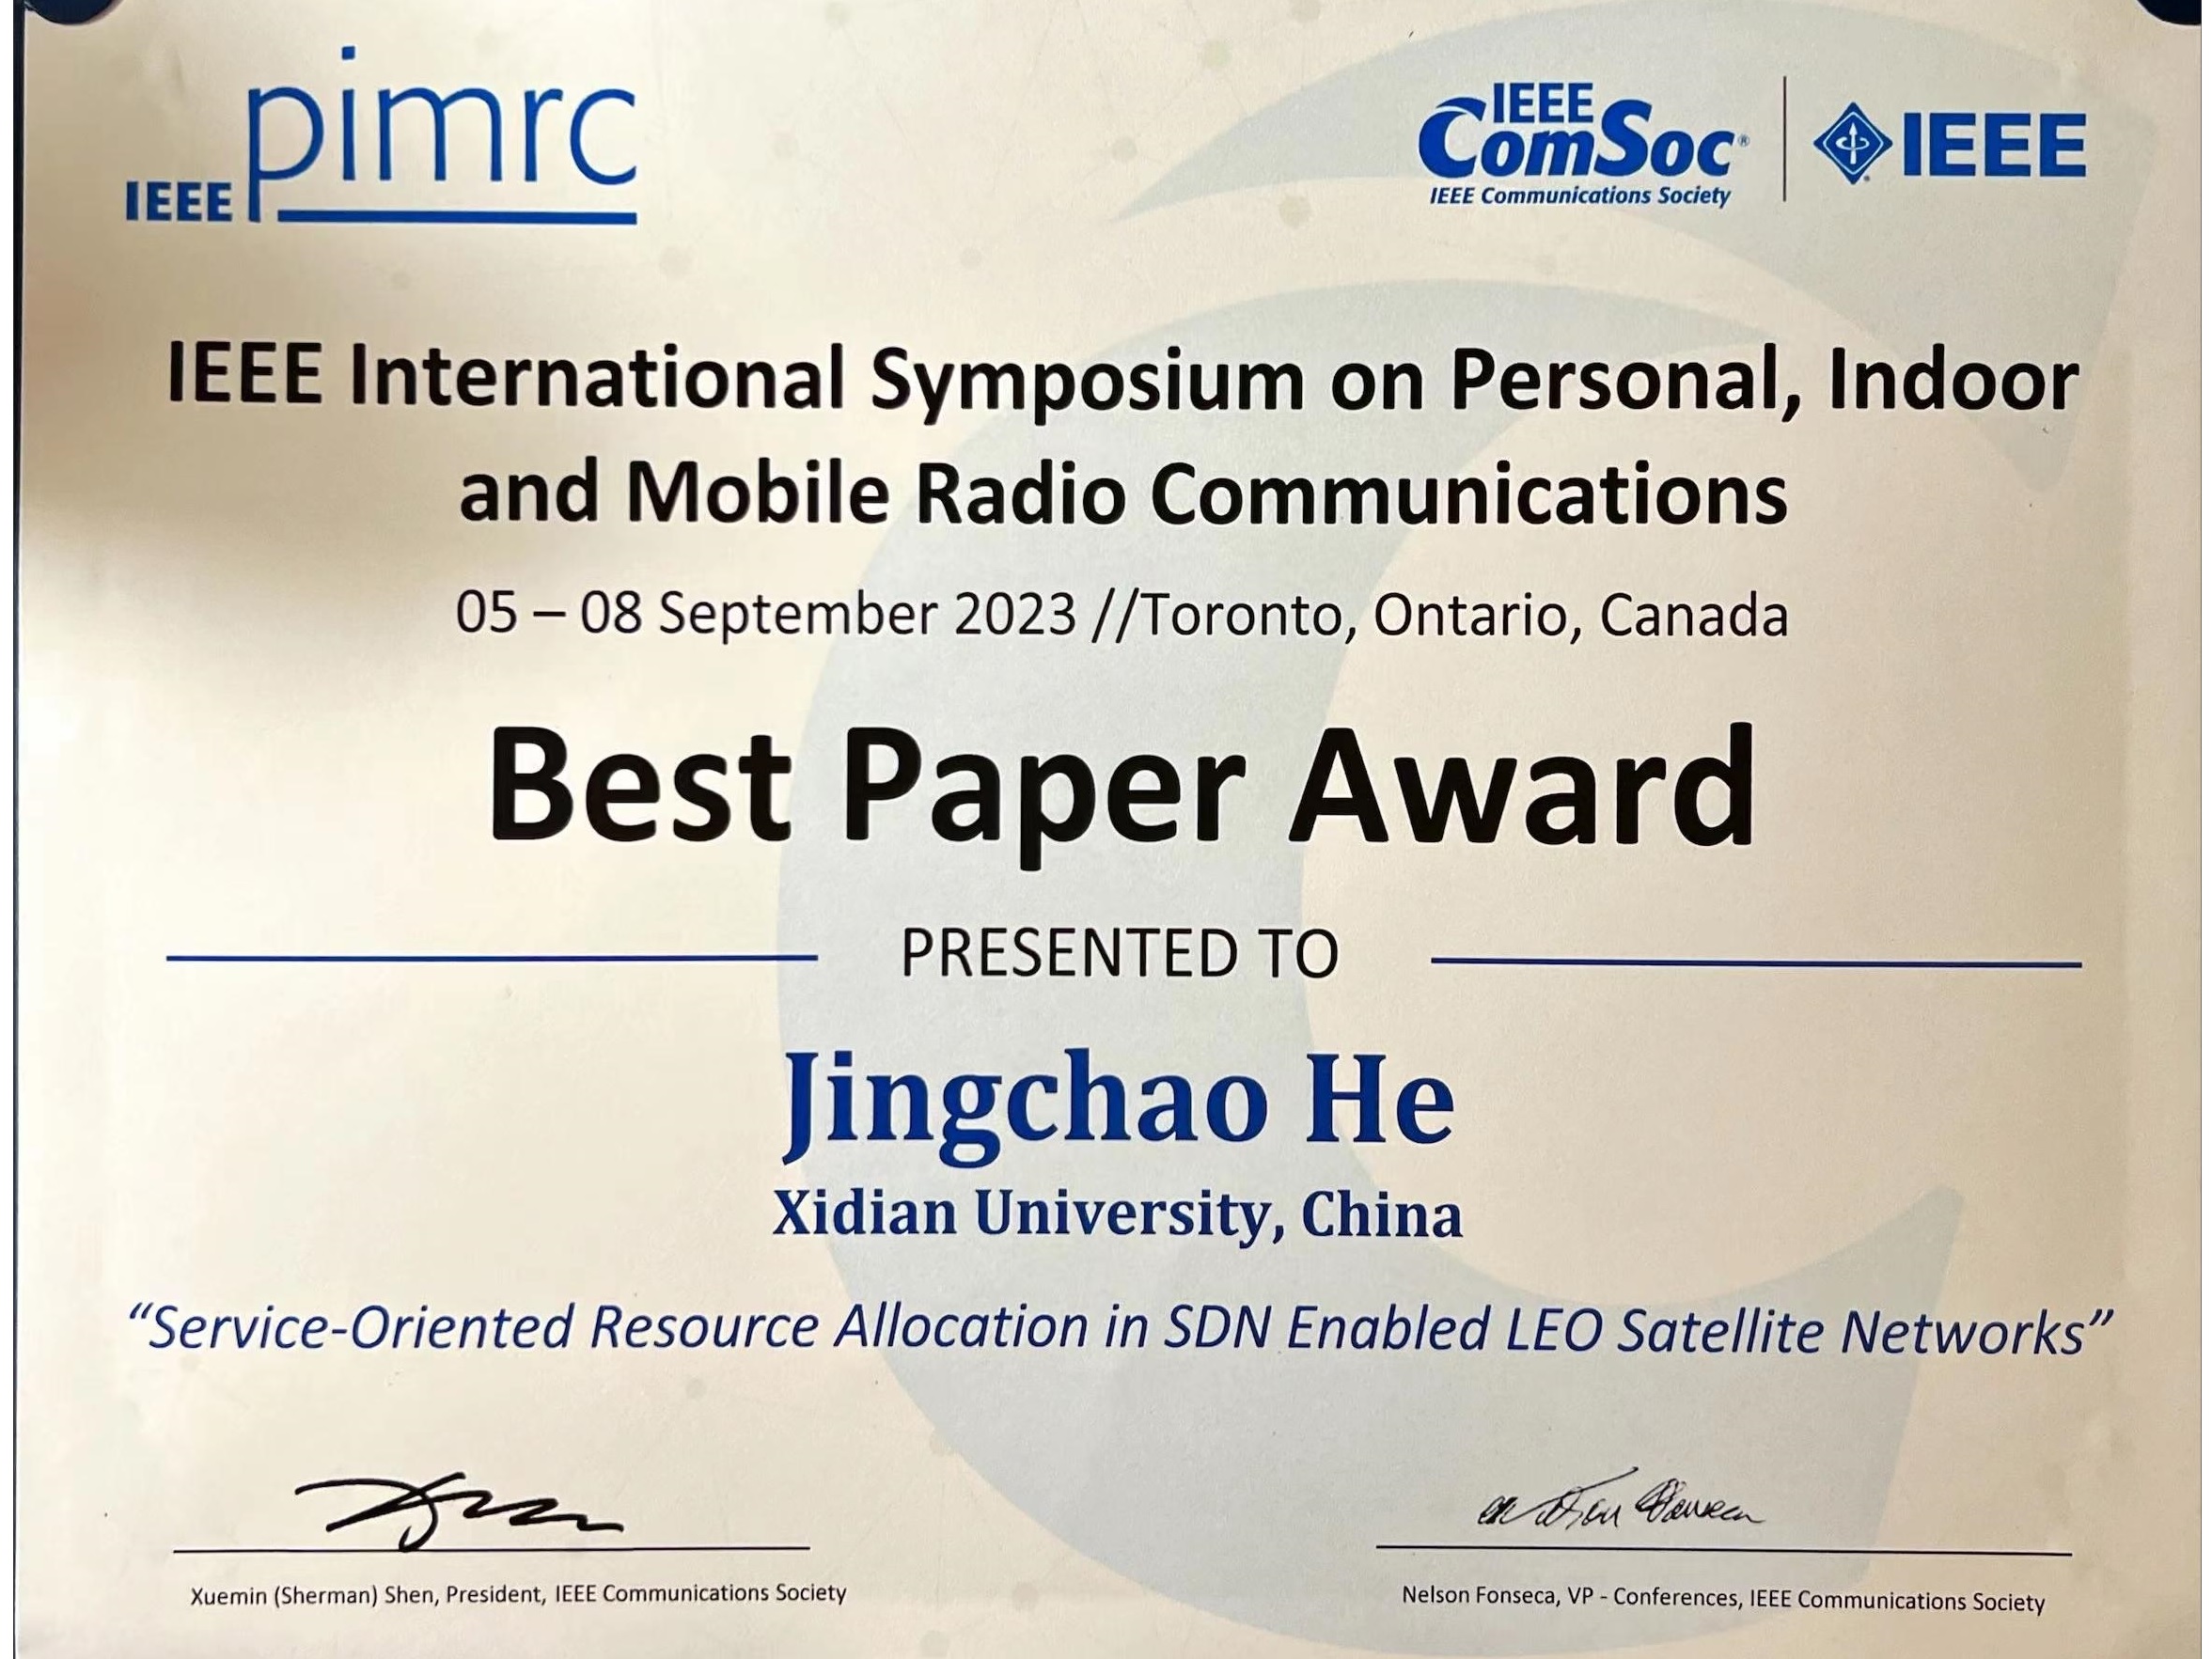 IEEE pimrc
IEEE
ComSoc®
IEEE Communications Society
IEEE
IEEE International Symposium on Personal, Indoor
and Mobile Radio Communications
05 – 08 September 2023 //Toronto, Ontario, Canada
Best Paper Award
PRESENTED TO
Jingchao He
Xidian University, China
“Service-Oriented Resource Allocation in SDN Enabled LEO Satellite Networks”
Xuemin (Sherman) Shen, President, IEEE Communications Society
Nelson Fonseca, VP - Conferences, IEEE Communications Society